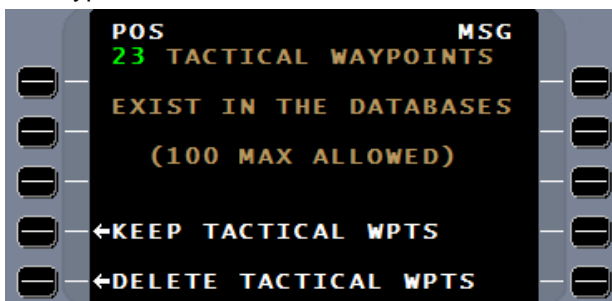 POS MSG
23 TACTICAL WAYPOINTS
EXIST IN THE DATABASES
(100 MAX ALLOWED)
←KEEP TACTICAL WPTS
←DELETE TACTICAL WPTS